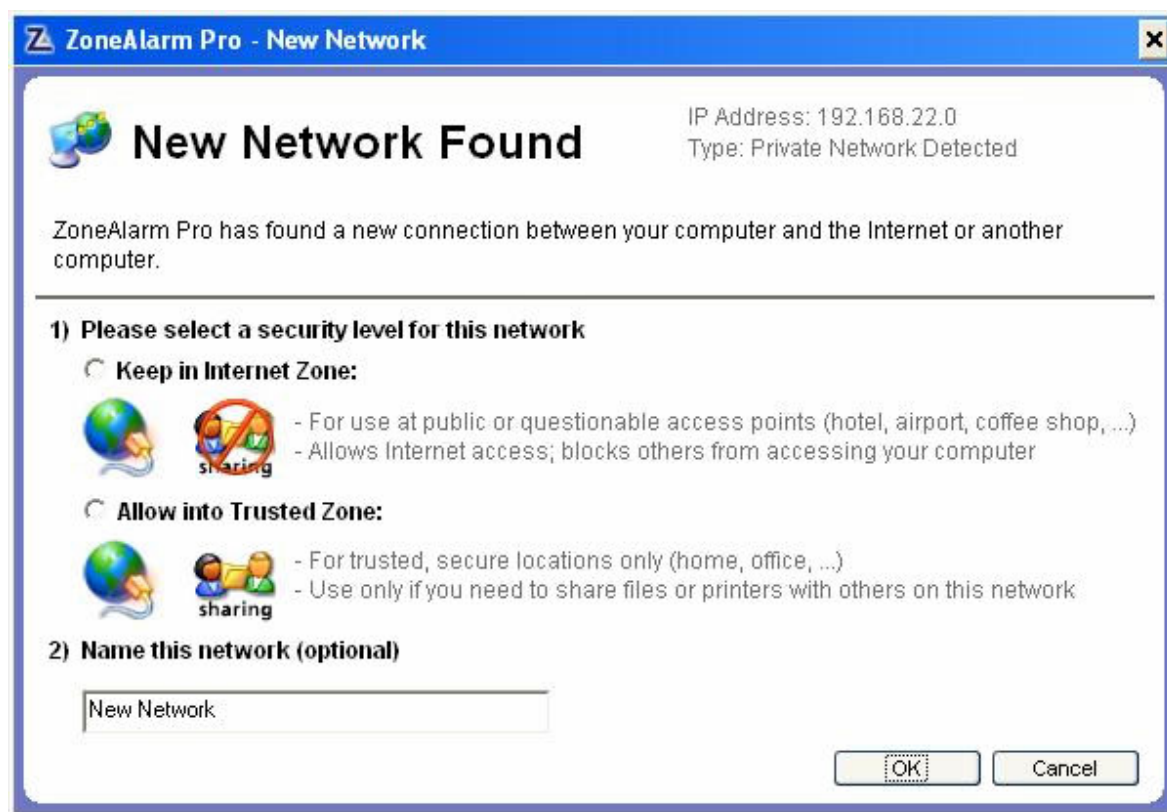 ZoneAlarm Pro - New Network
New Network Found
IP Address: 192.168.22.0
Type: Private Network Detected
ZoneAlarm Pro has found a new connection between your computer and the Internet or another
computer.
1) Please select a security level for this network
Keep in Internet Zone:
sharing
- For use at public or questionable access points (hotel, airport, coffee shop, ...)
- Allows Internet access; blocks others from accessing your computer
Allow into Trusted Zone:
sharing
- For trusted, secure locations only (home, office, ...)
- Use only if you need to share files or printers with others on this network
2) Name this network (optional)
New Network
OK
Cancel